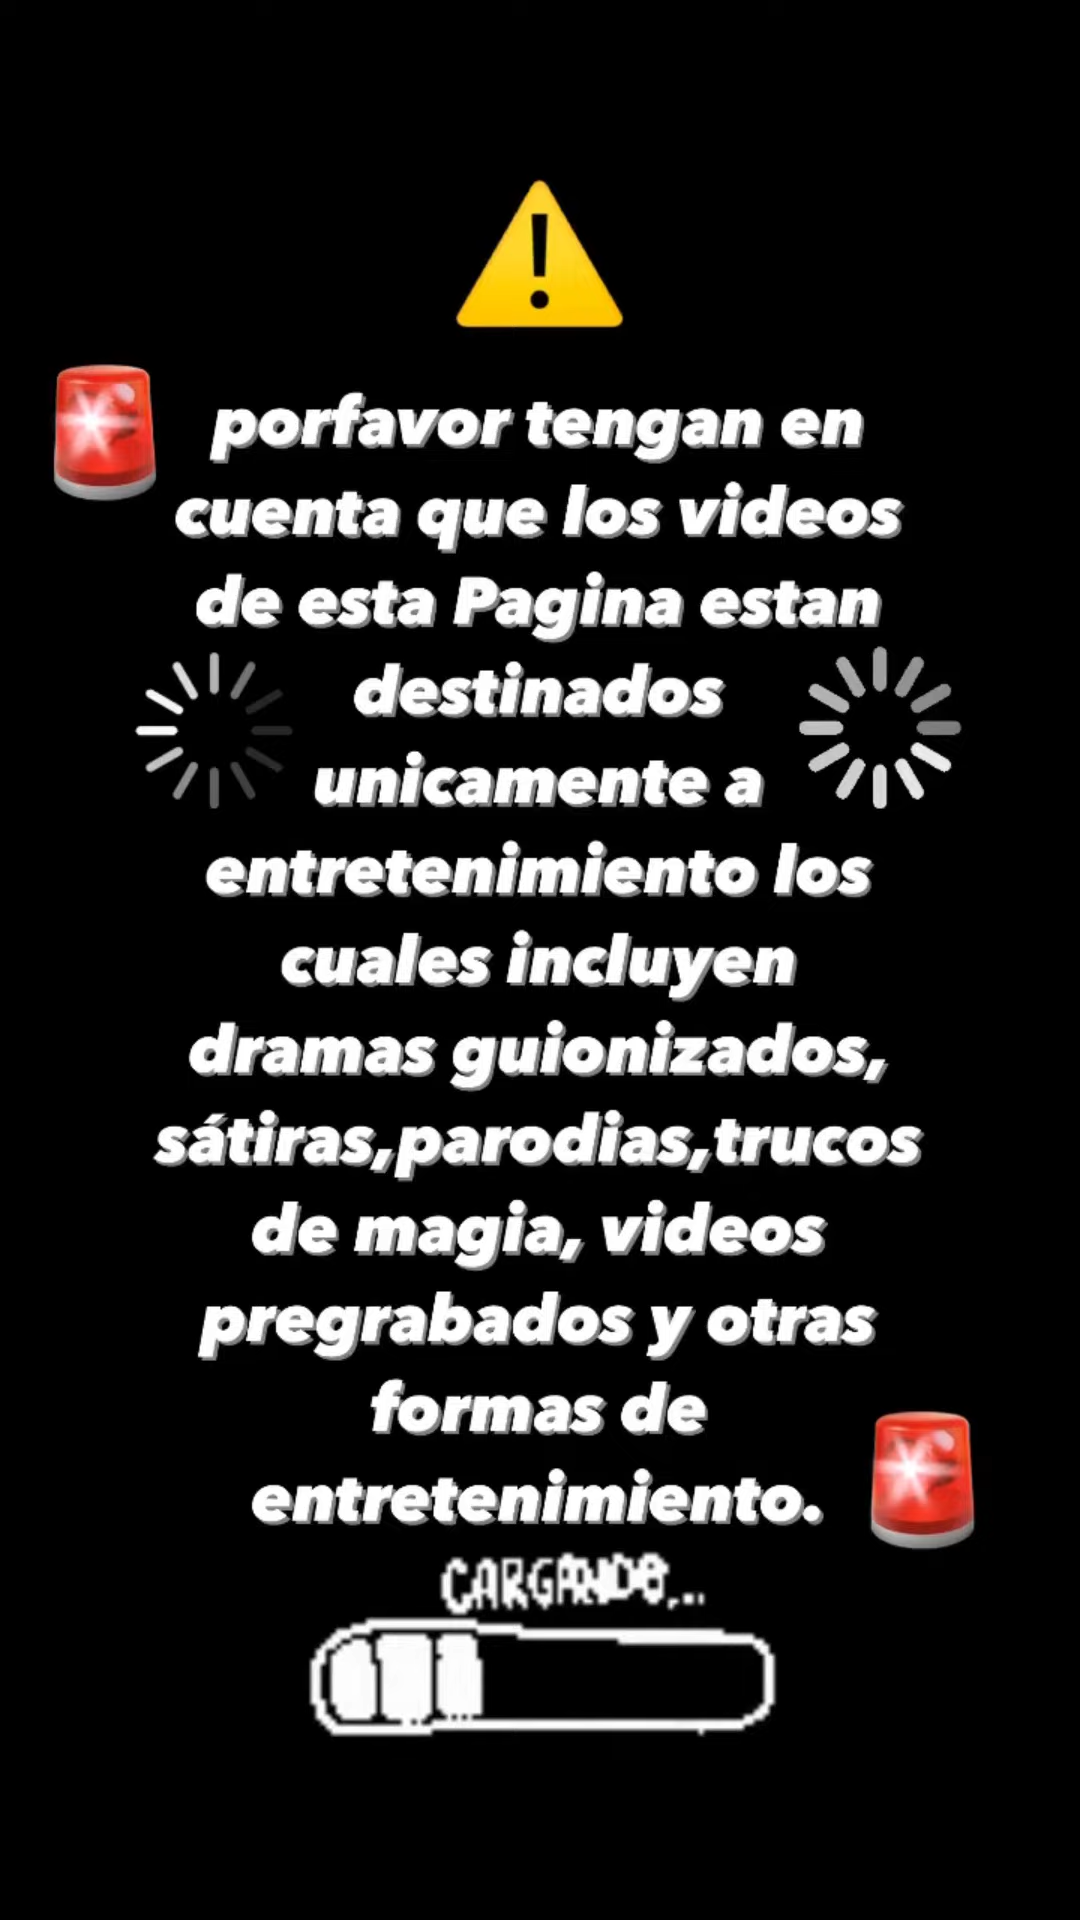 porfavor tengan en
cuenta que los videos
de esta Pagina estan
destinados
unicamente a
entretenimiento los
cuales incluyen
dramas guionizados,
sátiras,parodias,trucos
de magia, videos
pregrabados y otras
formas de
entretenimiento.
CARGANDO...